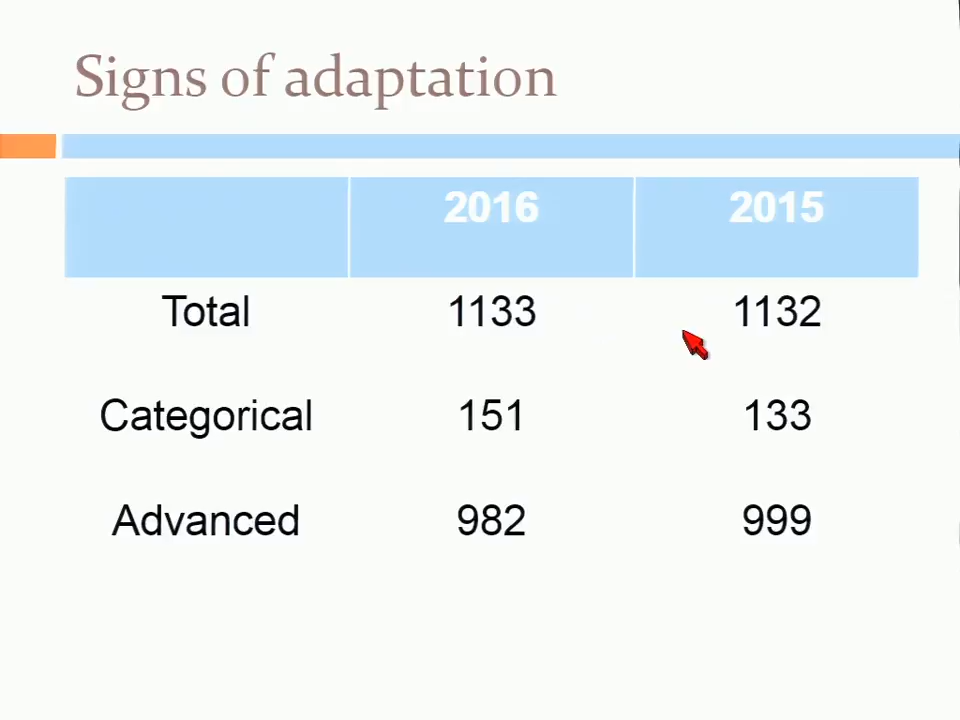 Signs of adaptation
2016 2015
Total 1133 1132
Categorical 151 133
Advanced 982 999